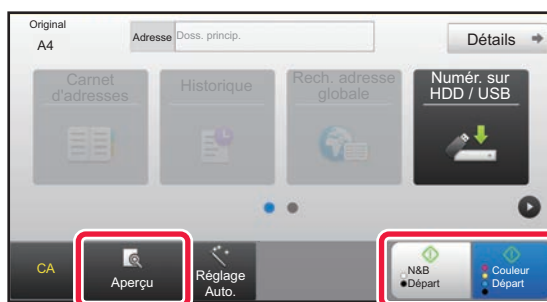 Original
A4
Adresse
Doss. princip.
Détails
Carnet
d'adresses
Historique
Rech. adresse
globale
Numér. sur
HDD / USB
CA
Aperçu
Réglage
Auto.
N&B
Départ
Couleur
Départ